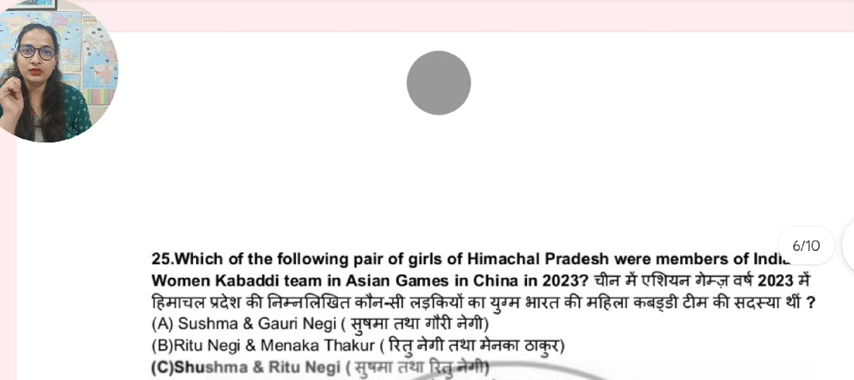 6/10
25.Which of the following pair of girls of Himachal Pradesh were members of
Women Kabaddi team in Asian Games in China in 2023? चीन में एशियन गेम्ज़ वर्ष 2023 में
हिमाचल प्रदेश की निम्नलिखित कौन-सी लड़कियों का युग्म भारत की महिला कबड्डी टीम की सदस्या थीं ?
(A) Sushma & Gauri Negi ( सुषमा तथा गौरी नेगी)
(B)Ritu Negi & Menaka Thakur ( रितु नेगी तथा मेनका ठाकुर)
(C)Shushma & Ritu Negi ( सुषमा तथा रितु नेगी)